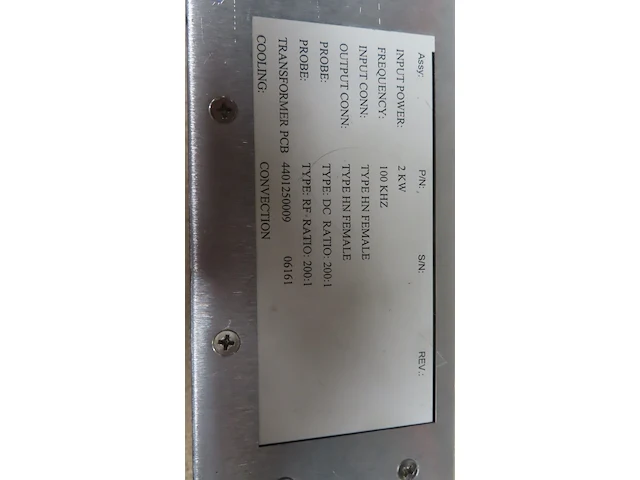 Assy: P/N: S/N: REV.:
INPUT POWER: 2 KW
FREQUENCY: 100 KHZ
INPUT CONN: TYPE HN FEMALE
OUTPUT CONN: TYPE HN FEMALE
PROBE: TYPE: DC RATIO: 200:1
PROBE: TYPE: RF RATIO: 200:1
TRANSFORMER PCB 4401250009 06161
COOLING: CONVECTION